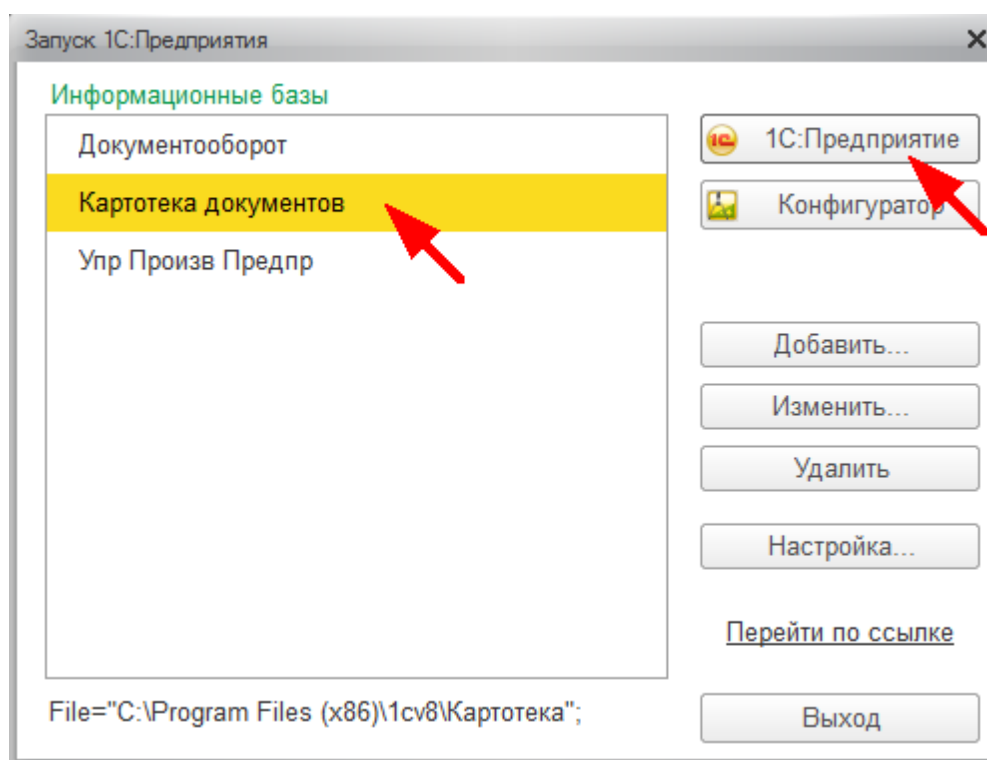 Запуск 1С:Предприятия
Информационные базы
Документооборот
Картотека документов
Упр Произв Предпр
1С:Предприятие
Конфигуратор
Добавить...
Изменить...
Удалить
Настройка...
Перейти по ссылке
File="C:\Program Files (x86)\1cv8\Картотека";
Выход